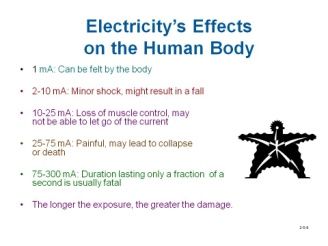 Electricity's Effects
on the Human Body
• 1 mA: Can be felt by the body
• 2-10 mA: Minor shock, might result in a fall
• 10-25 mA: Loss of muscle control, may
not be able to let go of the current
• 25-75 mA: Painful, may lead to collapse
or death
• 75-300 mA: Duration lasting only a fraction of a
second is usually fatal
• The longer the exposure, the greater the damage.